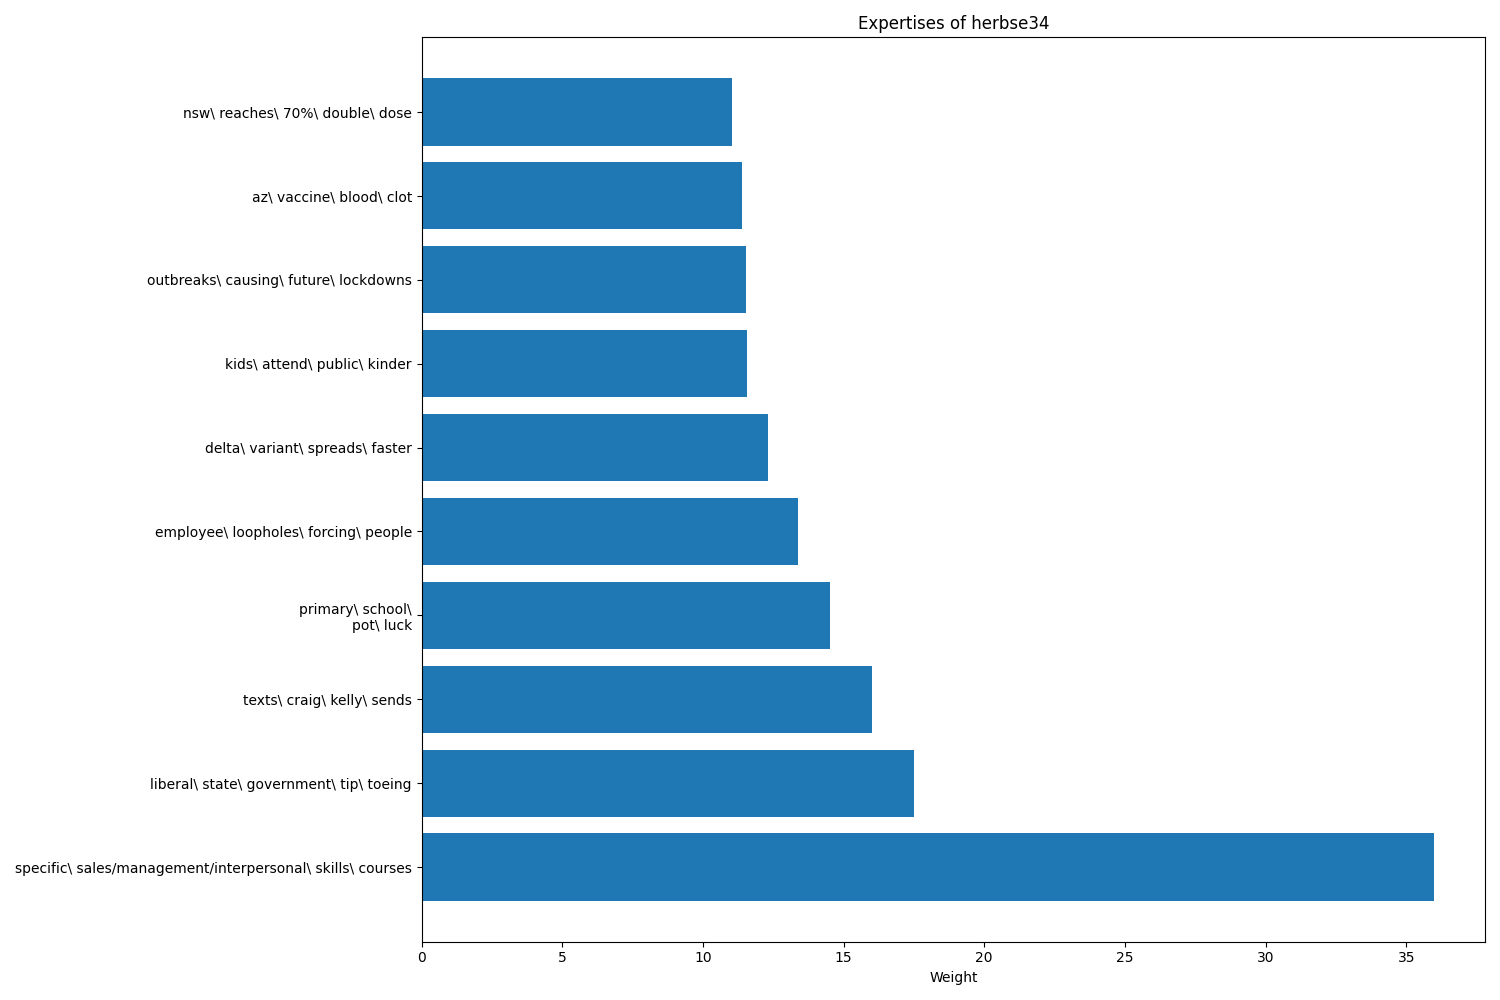 Expertises of herbse34
nsw\ reaches\ 70%\ double\ dose
az\ vaccine\ blood\ clot
outbreaks\ causing\ future\ lockdowns
kids\ attend\ public\ kinder
delta\ variant\ spreads\ faster
employee\ loopholes\ forcing\ people
primary\ school\
pot\ luck
texts\ craig\ kelly\ sends
liberal\ state\ government\ tip\ toeing
specific\ sales/management/interpersonal\ skills\ courses
0 5 10 15 20 25 30 35
Weight